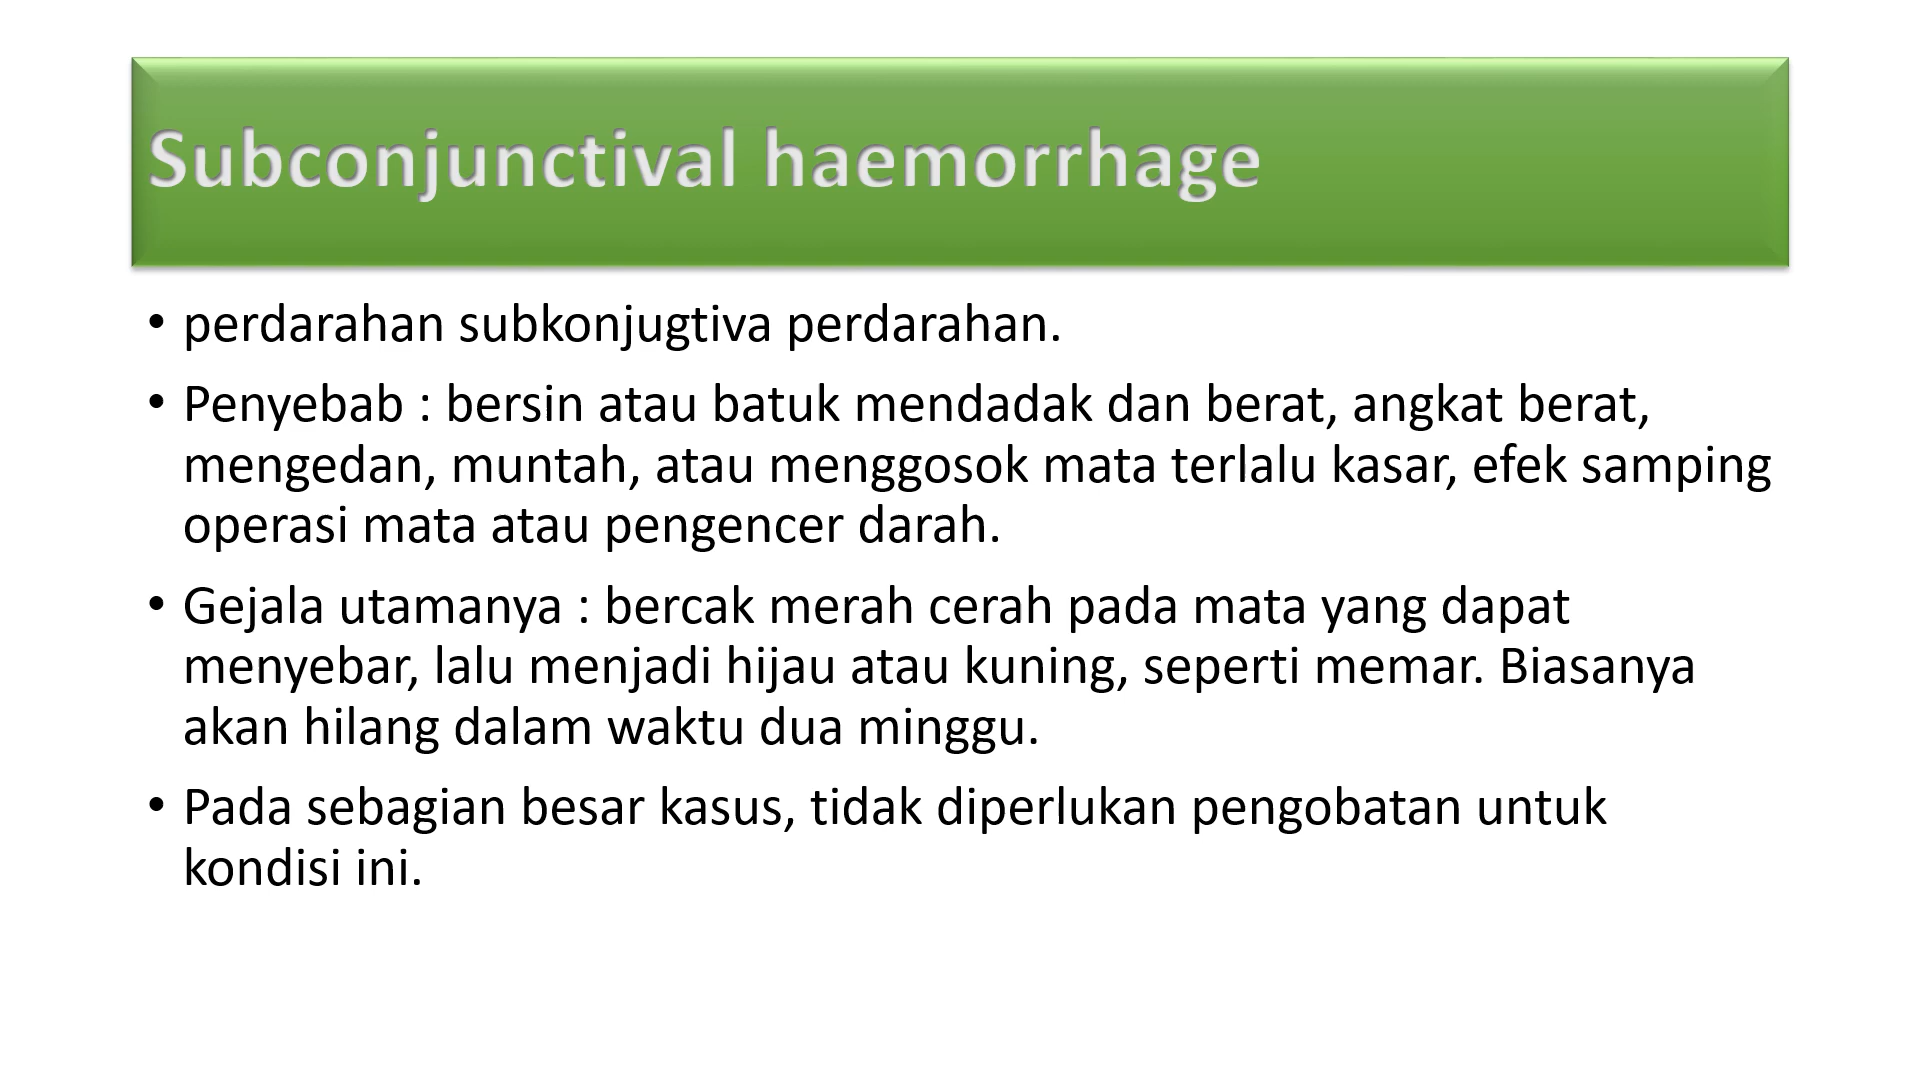 Subconjunctival haemorrhage
• perdarahan subkonjugtiva perdarahan.
• Penyebab : bersin atau batuk mendadak dan berat, angkat berat,
mengedan, muntah, atau menggosok mata terlalu kasar, efek samping
operasi mata atau pengencer darah.
• Gejala utamanya : bercak merah cerah pada mata yang dapat
menyebar, lalu menjadi hijau atau kuning, seperti memar. Biasanya
akan hilang dalam waktu dua minggu.
• Pada sebagian besar kasus, tidak diperlukan pengobatan untuk
kondisi ini.